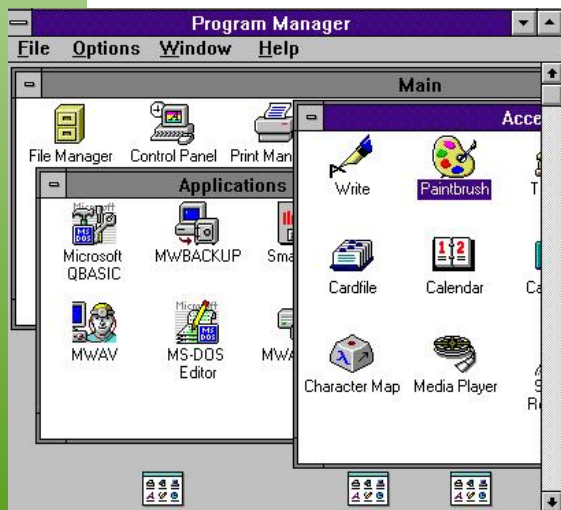 Program Manager
File Options Window Help
Main
File Manager Control Panel Print Man
Acce
Write Paintbrush T
Applications
Microsoft QBASIC
MWBACKUP Sma
Cardfile Calendar Ca
MWAV
MS-DOS Editor
MWA
Character Map Media Player S
R